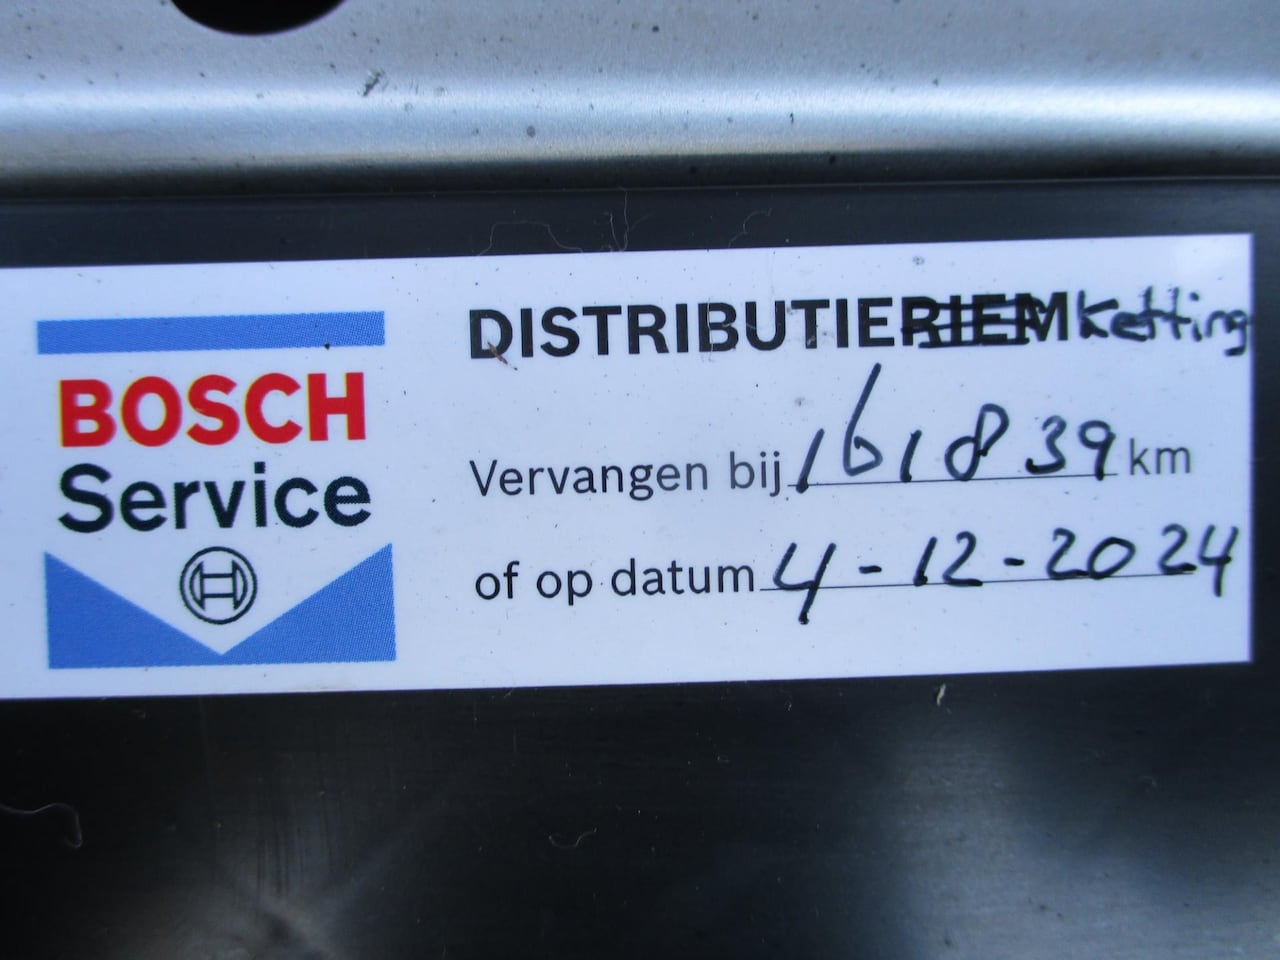 BOSCH
Service
DISTRIBUTIERIEM Ketting
Vervangen bij 161839 km
of op datum 4-12-2024